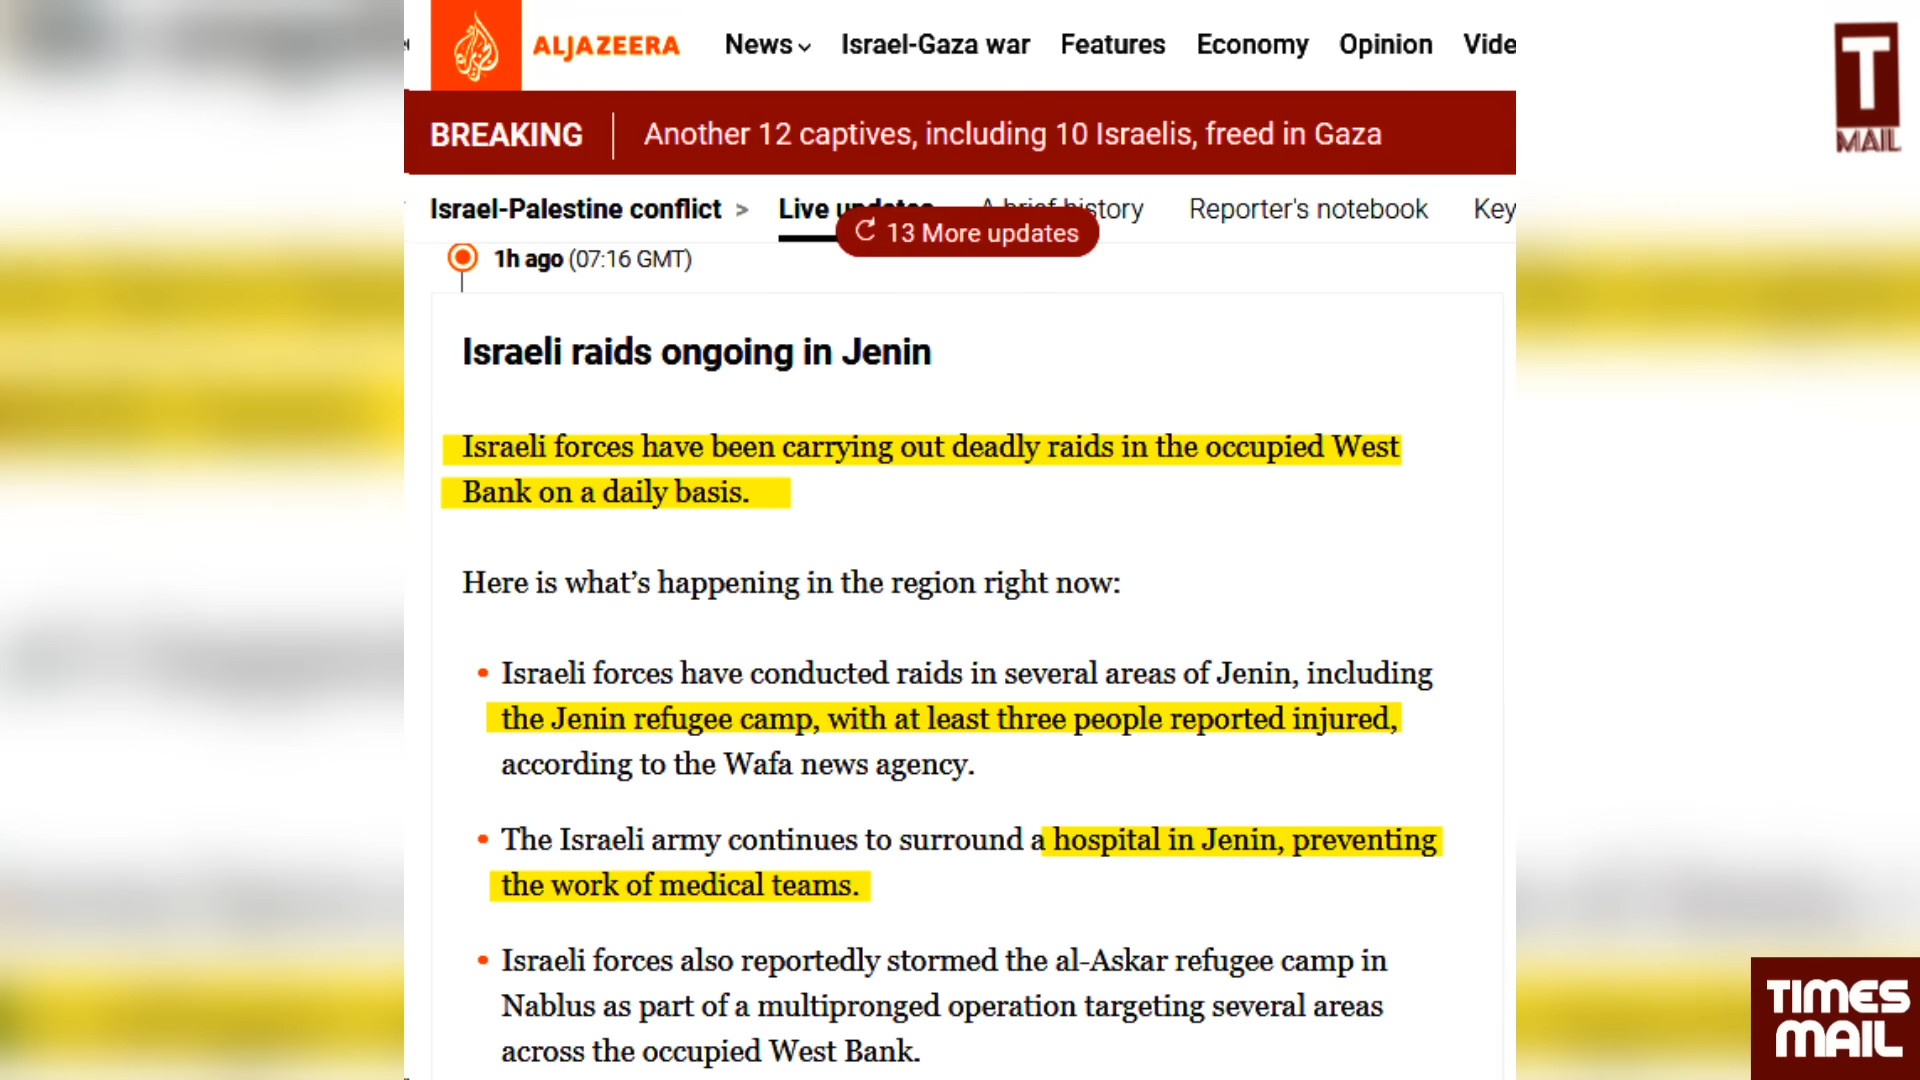 ALJAZEERA News Israel-Gaza war Features Economy Opinion Vide
T
MAIL
BREAKING Another 12 captives, including 10 Israelis, freed in Gaza
Israel-Palestine conflict > Live updates A brief history Reporter's notebook Key
13 More updates
1h ago (07:16 GMT)
Israeli raids ongoing in Jenin
Israeli forces have been carrying out deadly raids in the occupied West
Bank on a daily basis.
Here is what’s happening in the region right now:
• Israeli forces have conducted raids in several areas of Jenin, including
the Jenin refugee camp, with at least three people reported injured,
according to the Wafa news agency.
• The Israeli army continues to surround a hospital in Jenin, preventing
the work of medical teams.
• Israeli forces also reportedly stormed the al-Askar refugee camp in
Nablus as part of a multipronged operation targeting several areas
across the occupied West Bank.
TIMES
MAIL